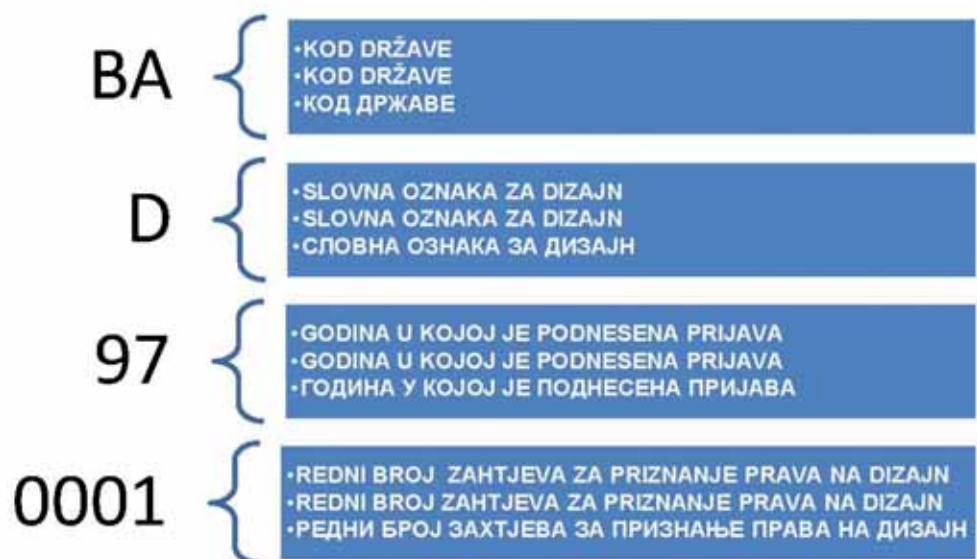 BA
•KOD DRŽAVE
•KOD DRŽAVE
•КОД ДРЖАВЕ
D
•SLOVNA OZNAKA ZA DIZAJN
•SLOVNA OZNAKA ZA DIZAJN
•СЛОВНА ОЗНАКА ЗА ДИЗАЈН
97
•GODINA U KOJOJ JE PODNESENA PRIJAVA
•GODINA U KOJOJ JE PODNESENA PRIJAVA
•ГОДИНА У КОЈОЈ ЈЕ ПОДНЕСЕНА ПРИЈАВА
0001
•REDNI BROJ ZAHTJEVA ZA PRIZNANJE PRAVA NA DIZAJN
•REDNI BROJ ZAHTJEVA ZA PRIZNANJE PRAVA NA DIZAJN
•РЕДНИ БРОЈ ЗАХТЈЕВА ЗА ПРИЗНАЊЕ ПРАВА НА ДИЗАЈН